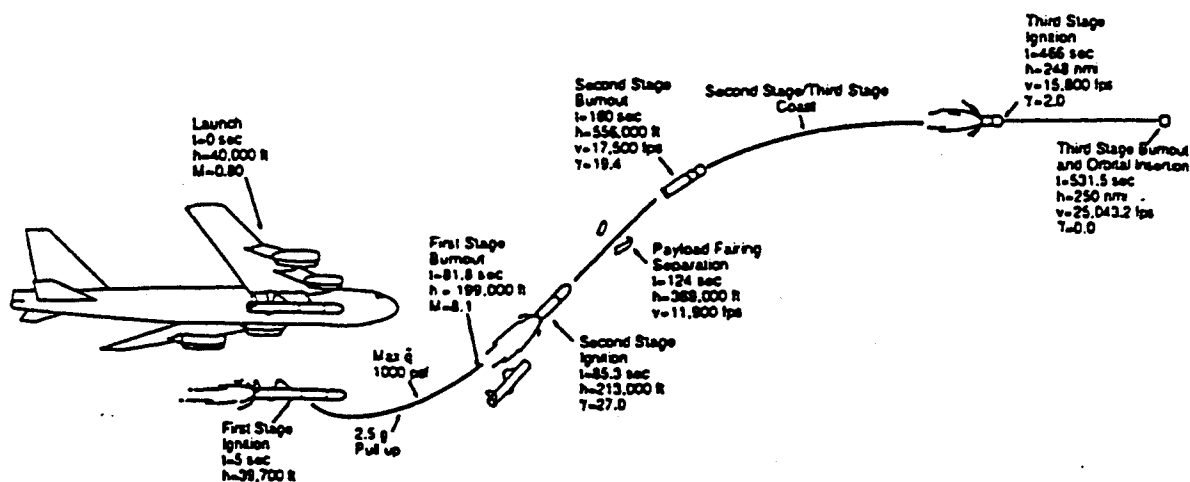 Launch
t=0 sec
h=40,000 ft
M=0.80
First Stage
Ignition
t=5 sec
h=39,700 ft
2.5 g
Pull up
Max q̄
1000 psf
First Stage
Burnout
t=81.8 sec
h = 199,000 ft
M=8.1
Second Stage
Ignition
t=85.3 sec
h=213,000 ft
γ=27.0
Payload Fairing
Separation
t=124 sec
h=368,000 ft
v=11,900 fps
Second Stage
Burnout
t=160 sec
h=556,000 ft
v=17,500 fps
γ=19.4
Second Stage/Third Stage
Coast
Third Stage
Ignition
t=466 sec
h=248 nmi
v=15,800 fps
γ=2.0
Third Stage Burnout
and Orbital Insertion
t=531.5 sec
h=250 nmi
v=25,043.2 fps
γ=0.0